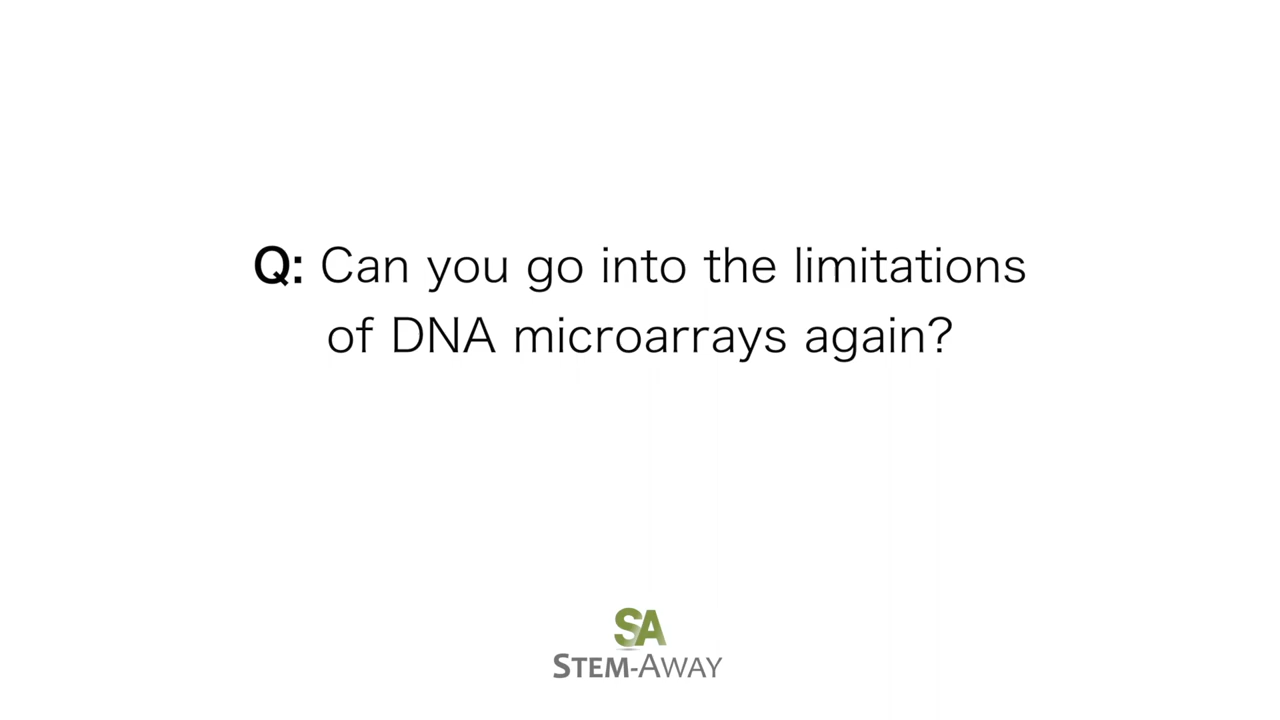 Q: Can you go into the limitations
of DNA microarrays again?
SA
STEM-AWAY